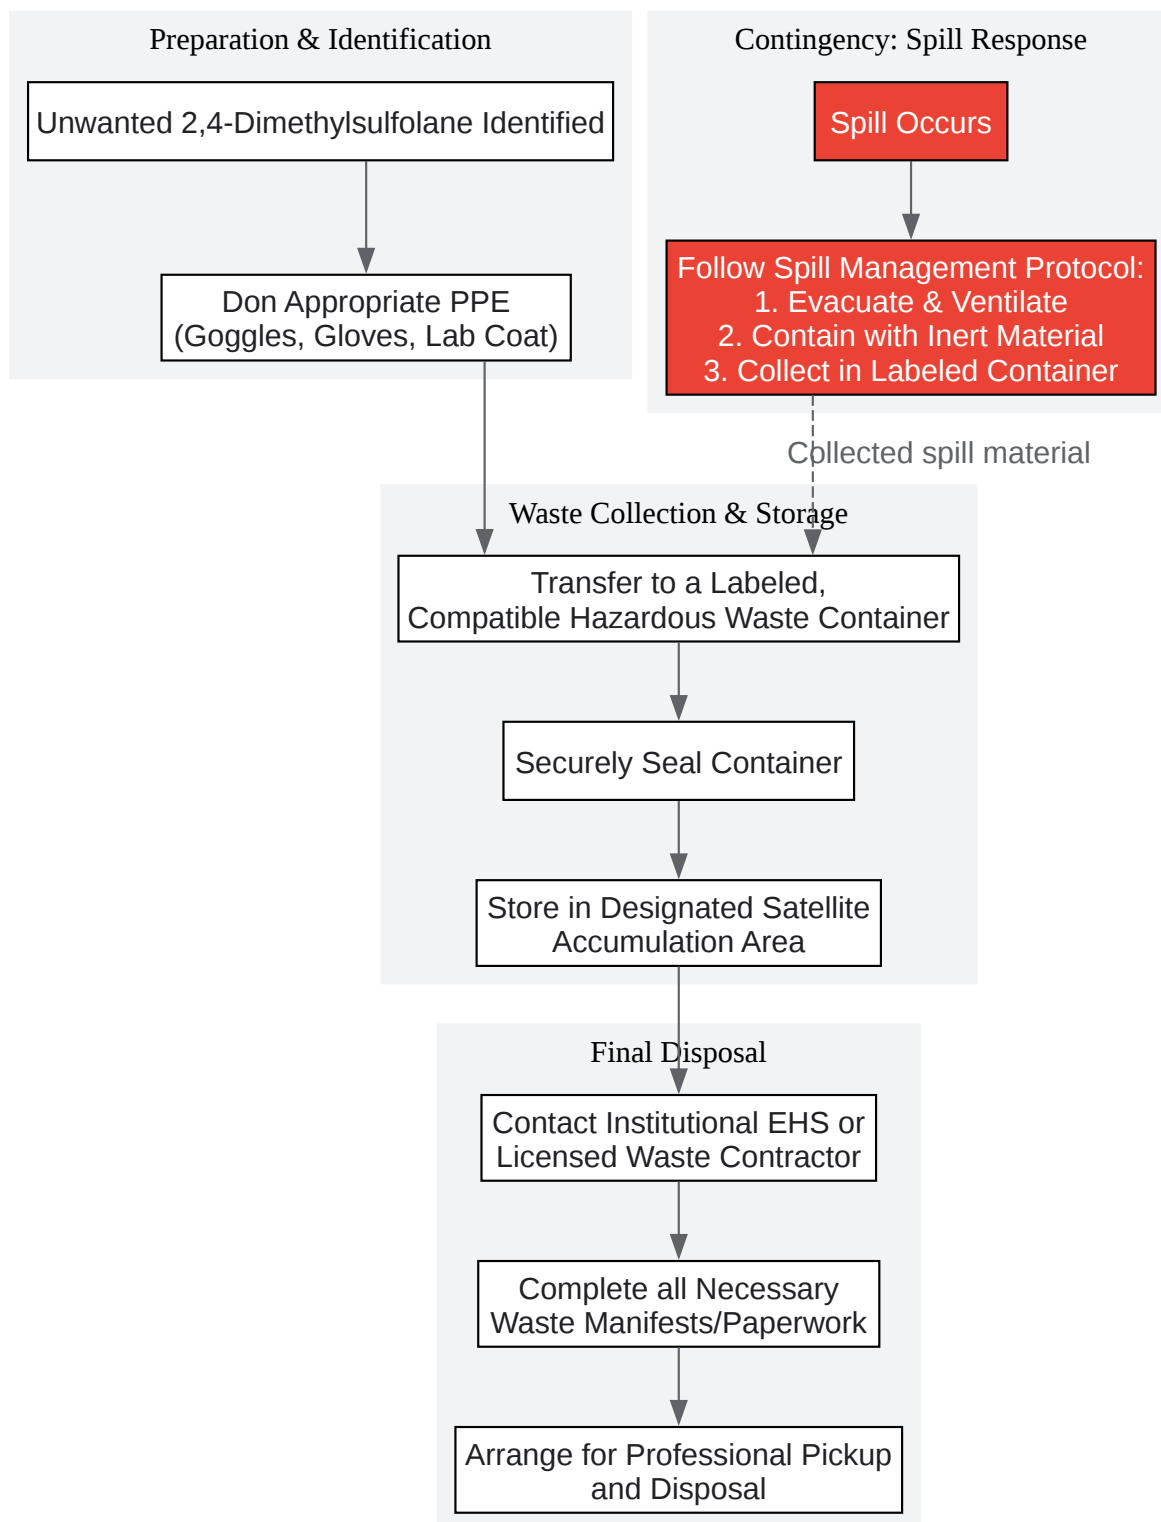 Preparation & Identification
Unwanted 2,4-Dimethylsulfolane Identified
Don Appropriate PPE
(Goggles, Gloves, Lab Coat)
Contingency: Spill Response
Spill Occurs
Follow Spill Management Protocol:
1. Evacuate & Ventilate
2. Contain with Inert Material
3. Collect in Labeled Container
Collected spill material
Waste Collection & Storage
Transfer to a Labeled,
Compatible Hazardous Waste Container
Securely Seal Container
Store in Designated Satellite
Accumulation Area
Final Disposal
Contact Institutional EHS or
Licensed Waste Contractor
Complete all Necessary
Waste Manifests/Paperwork
Arrange for Professional Pickup
and Disposal